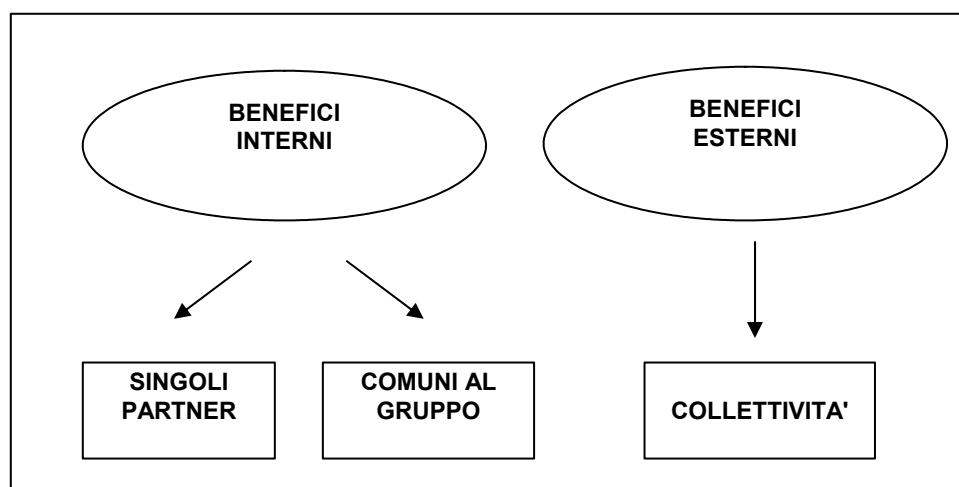 BENEFICI
INTERNI
BENEFICI
ESTERNI
SINGOLI
PARTNER
COMUNI AL
GRUPPO
COLLETTIVITA'